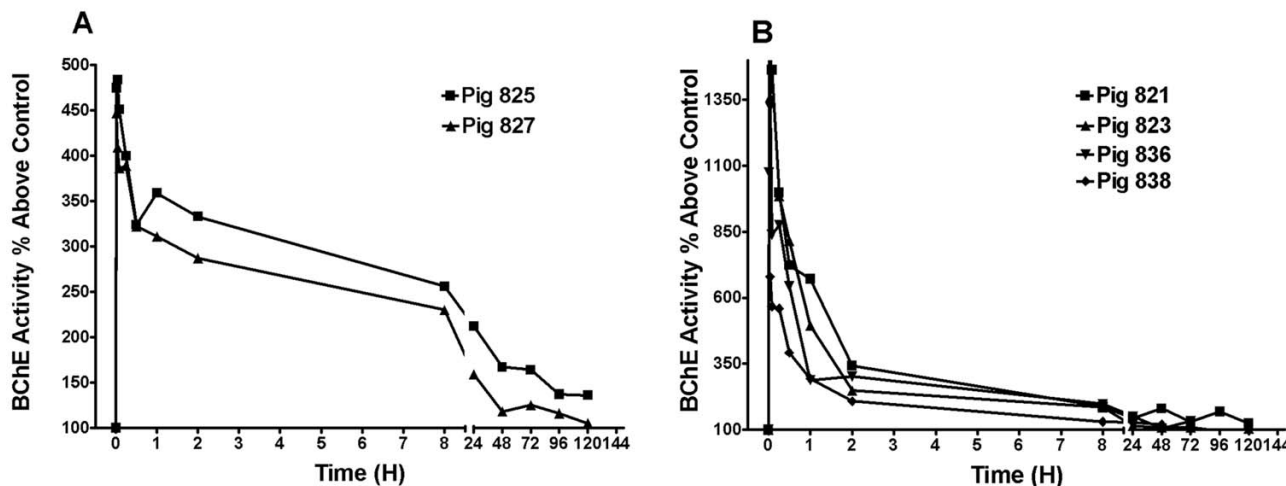 A
BChE Activity % Above Control
500
450
400
350
300
250
200
150
100
Pig 825
Pig 827
0 1 2 3 4 5 6 7 8 24 48 72 96 120 144
Time (H)
B
BChE Activity % Above Control
1350
1100
850
600
350
100
Pig 821
Pig 823
Pig 836
Pig 838
0 1 2 3 4 5 6 7 8 24 48 72 96 120 144
Time (H)